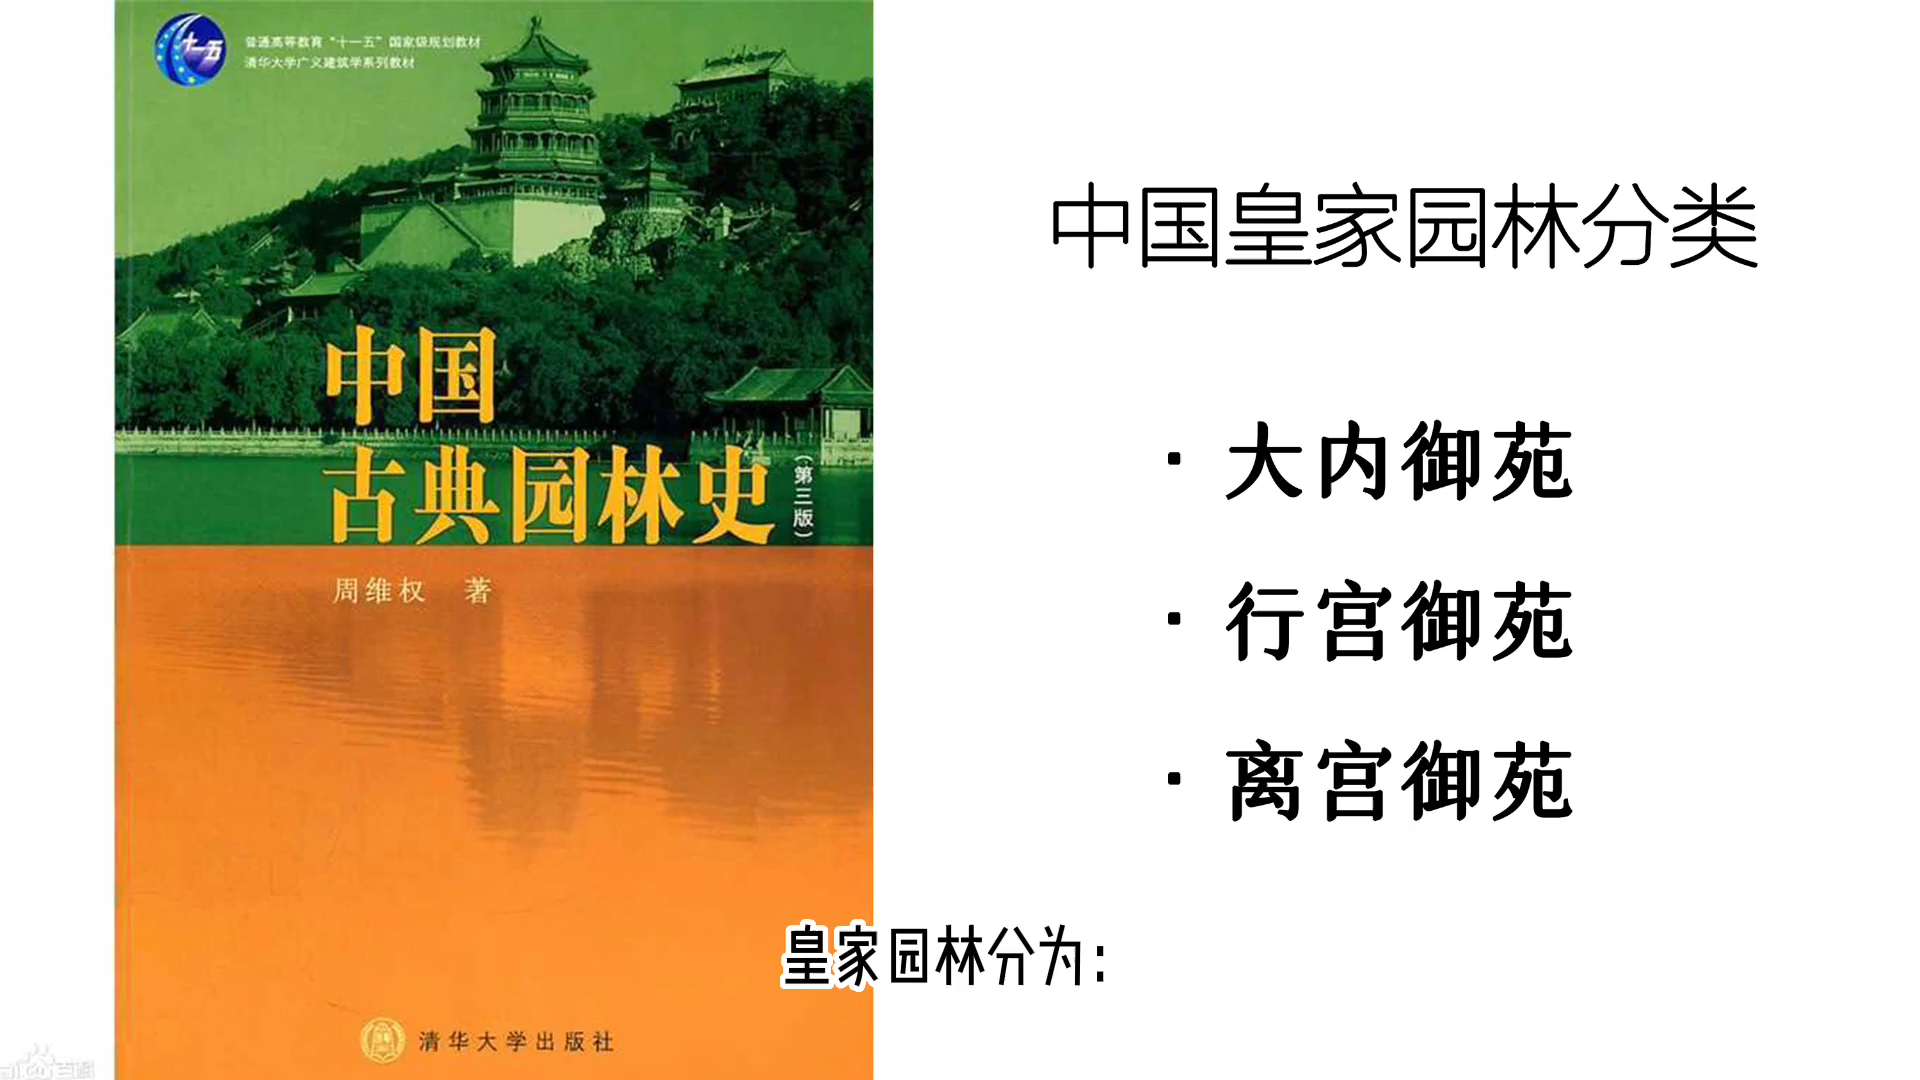 十一五
普通高等教育“十一五”国家级规划教材
清华大学广义建筑学系列教材
中国
古典园林史
（第三版）
周维权 著
清华大学出版社
中国皇家园林分类
· 大内御苑
· 行宫御苑
· 离宫御苑
皇家园林分为：